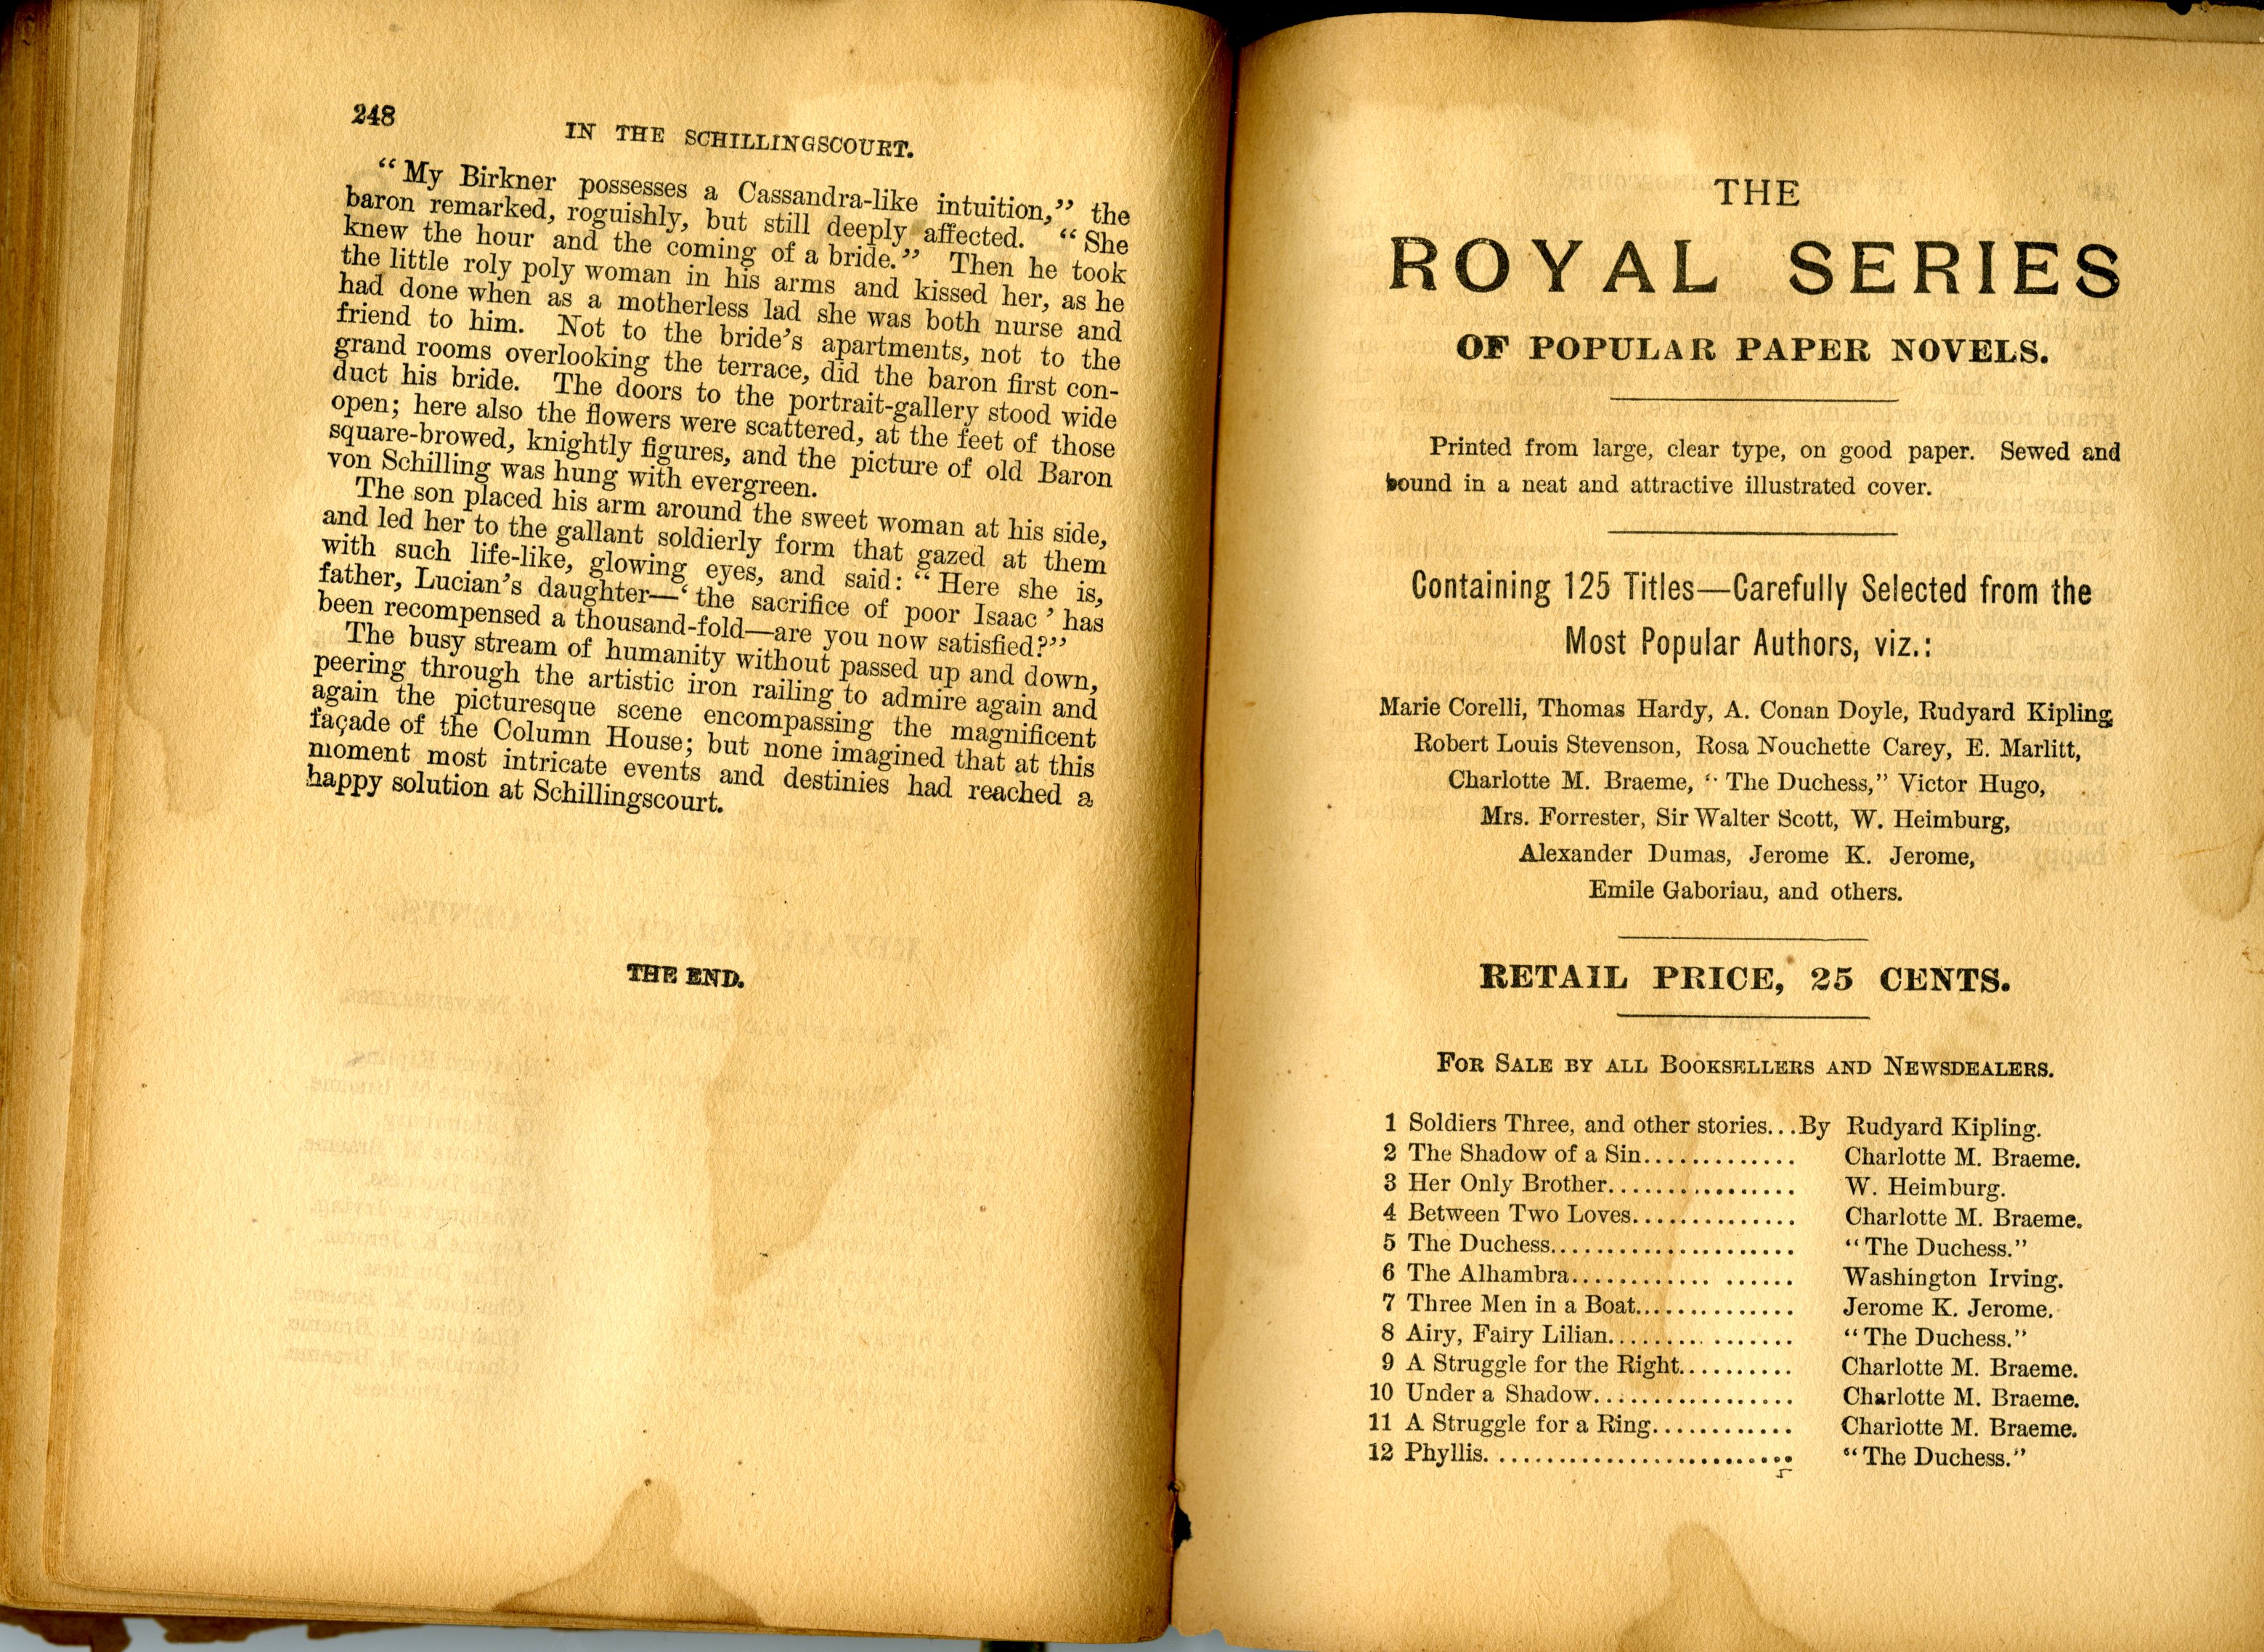 248
IN THE SCHILLINGSCOURT.
“My Birkner possesses a Cassandra-like intuition,” the
baron remarked, roguishly, but still deeply affected. “She
knew the hour and the coming of a bride.” Then he took
the little roly poly woman in his arms and kissed her, as he
had done when as a motherless lad she was both nurse and
friend to him. Not to the bride’s apartments, not to the
grand rooms overlooking the terrace, did the baron first con-
duct his bride. The doors to the portrait-gallery stood wide
open; here also the flowers were scattered, at the feet of those
square-browed, knightly figures, and the picture of old Baron
von Schilling was hung with evergreen.
The son placed his arm around the sweet woman at his side,
and led her to the gallant soldierly form that gazed at them
with such life-like, glowing eyes, and said: “Here she is,
father, Lucian’s daughter—‘the sacrifice of poor Isaac’ has
been recompensed a thousand-fold—are you now satisfied?”
The busy stream of humanity without passed up and down,
peering through the artistic iron railing to admire again and
again the picturesque scene encompassing the magnificent
façade of the Column House; but none imagined that at this
moment most intricate events and destinies had reached a
happy solution at Schillingscourt.
THE END.
THE
ROYAL SERIES
OF POPULAR PAPER NOVELS.
Printed from large, clear type, on good paper. Sewed and
bound in a neat and attractive illustrated cover.
Containing 125 Titles—Carefully Selected from the
Most Popular Authors, viz.:
Marie Corelli, Thomas Hardy, A. Conan Doyle, Rudyard Kipling,
Robert Louis Stevenson, Rosa Nouchette Carey, E. Marlitt,
Charlotte M. Braeme, “The Duchess,” Victor Hugo,
Mrs. Forrester, Sir Walter Scott, W. Heimburg,
Alexander Dumas, Jerome K. Jerome,
Emile Gaboriau, and others.
RETAIL PRICE, 25 CENTS.
FOR SALE BY ALL BOOKSELLERS AND NEWSDEALERS.
1 Soldiers Three, and other stories...By Rudyard Kipling.
2 The Shadow of a Sin............. Charlotte M. Braeme.
3 Her Only Brother................ W. Heimburg.
4 Between Two Loves.............. Charlotte M. Braeme.
5 The Duchess..................... “The Duchess.”
6 The Alhambra............ ...... Washington Irving.
7 Three Men in a Boat.............. Jerome K. Jerome.
8 Airy, Fairy Lilian........ ....... “The Duchess.”
9 A Struggle for the Right.......... Charlotte M. Braeme.
10 Under a Shadow................. Charlotte M. Braeme.
11 A Struggle for a Ring............ Charlotte M. Braeme.
12 Phyllis. .......................... “The Duchess.”